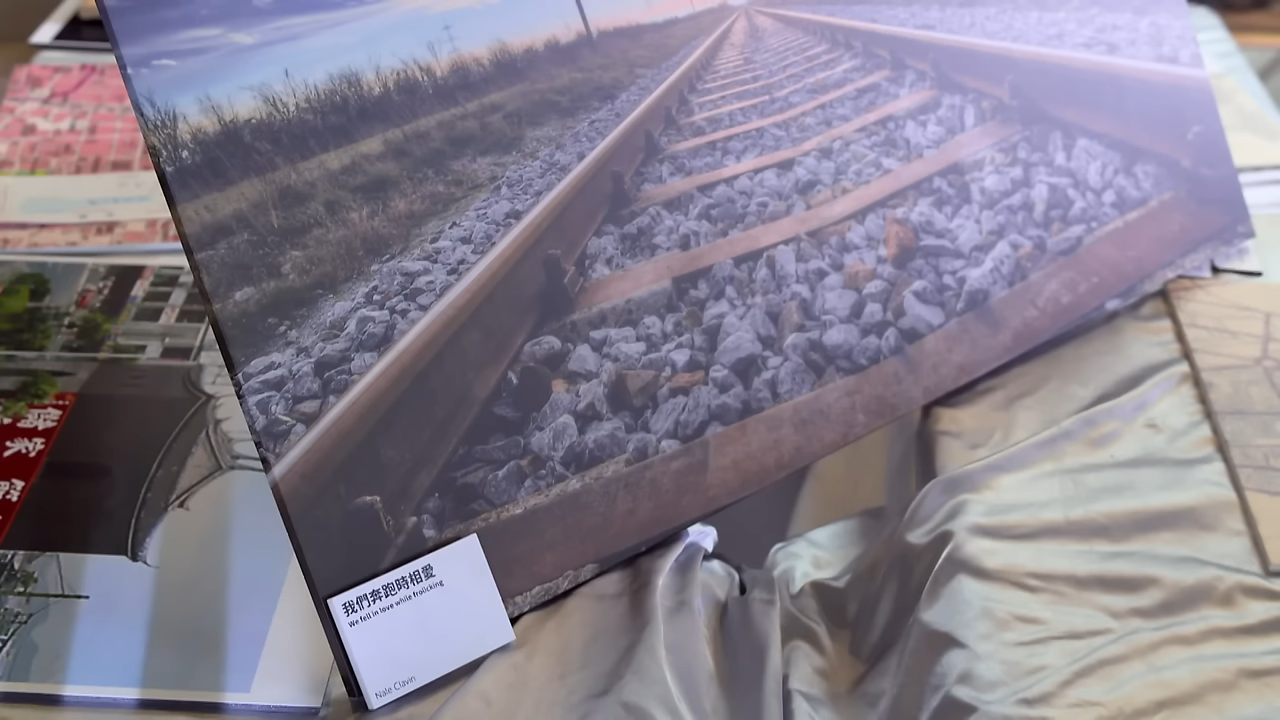 我們奔跑時相愛
We fell in love while frolicking
Nale Clavin